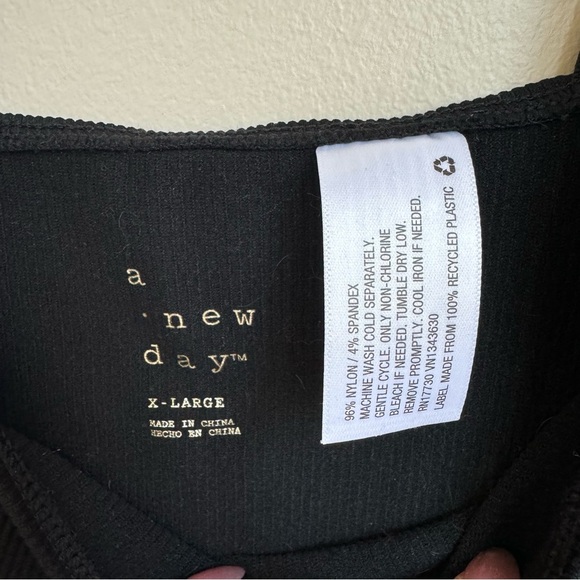 a
new
day™
X-LARGE
MADE IN CHINA
HECHO EN CHINA
96% NYLON / 4% SPANDEX
MACHINE WASH COLD SEPARATELY.
GENTLE CYCLE. ONLY NON-CHLORINE
BLEACH IF NEEDED. TUMBLE DRY LOW.
REMOVE PROMPTLY. COOL IRON IF NEEDED.
RN17730 VN1343630
LABEL MADE FROM 100% RECYCLED PLASTIC